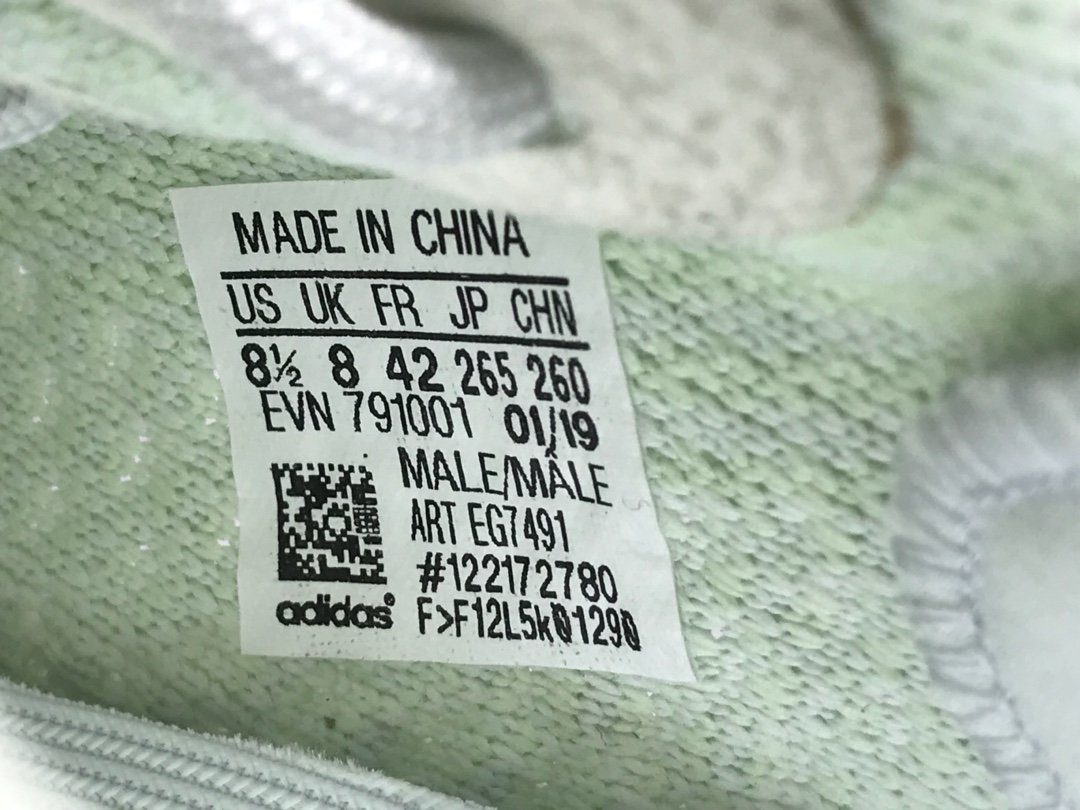 MADE IN CHINA
US UK FR JP CHN
8½ 8 42 265 260
EVN 791001 01/19
MALE/MÂLE
ART EG7491
#122172780
adidas®
F>F12L5k01290